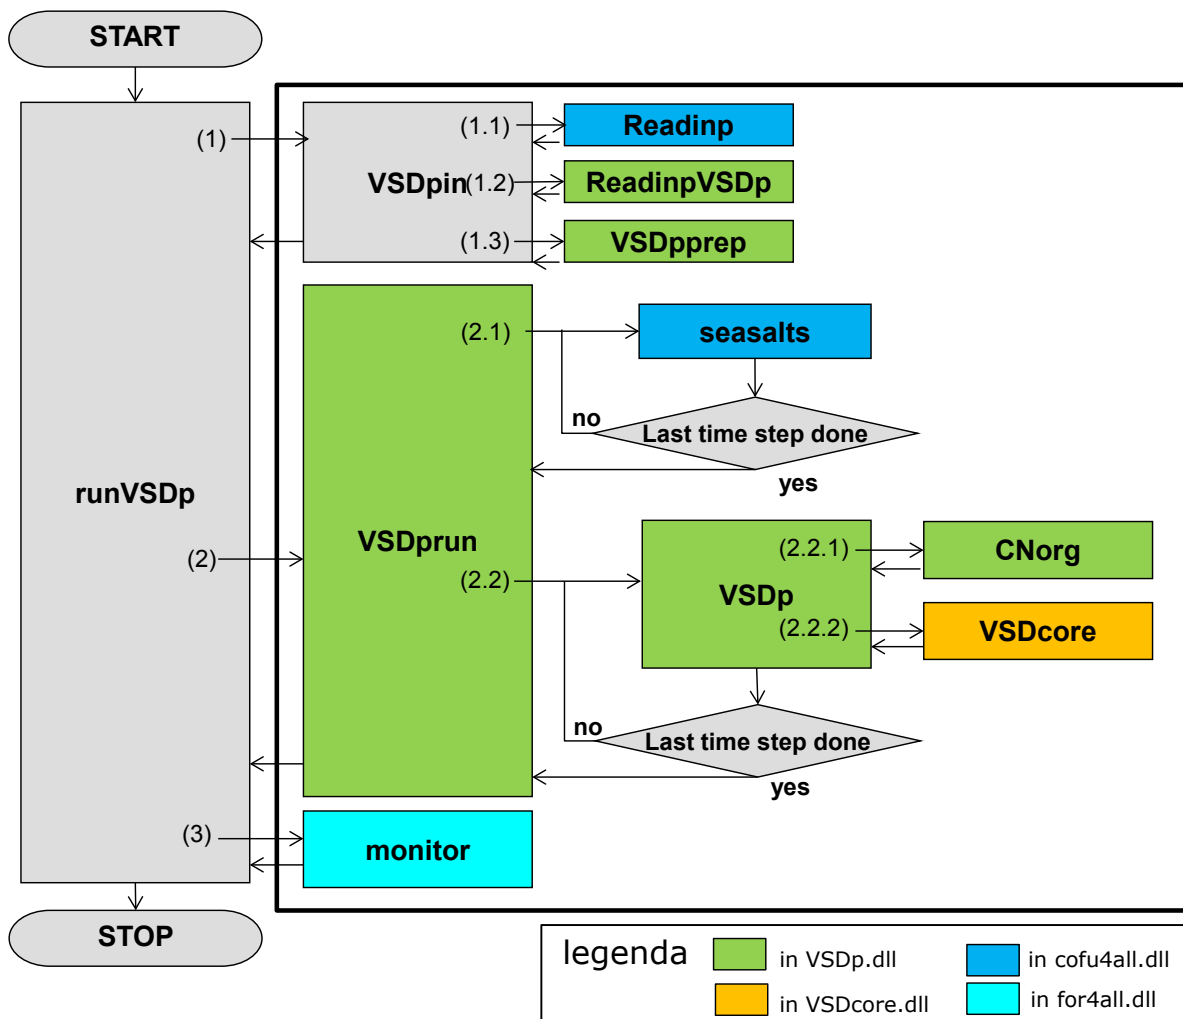 START
(1)
VSDpin
(1.1)
Readinp
(1.2)
ReadinpVSDp
(1.3)
VSDpprep
runVSDp
(2)
VSDprun
(2.1)
seasalts
no
Last time step done
yes
(2.2)
VSDp
(2.2.1)
CNorg
(2.2.2)
VSDcore
no
Last time step done
yes
(3)
monitor
STOP
legenda
in VSDp.dll
in cofu4all.dll
in VSDcore.dll
in for4all.dll